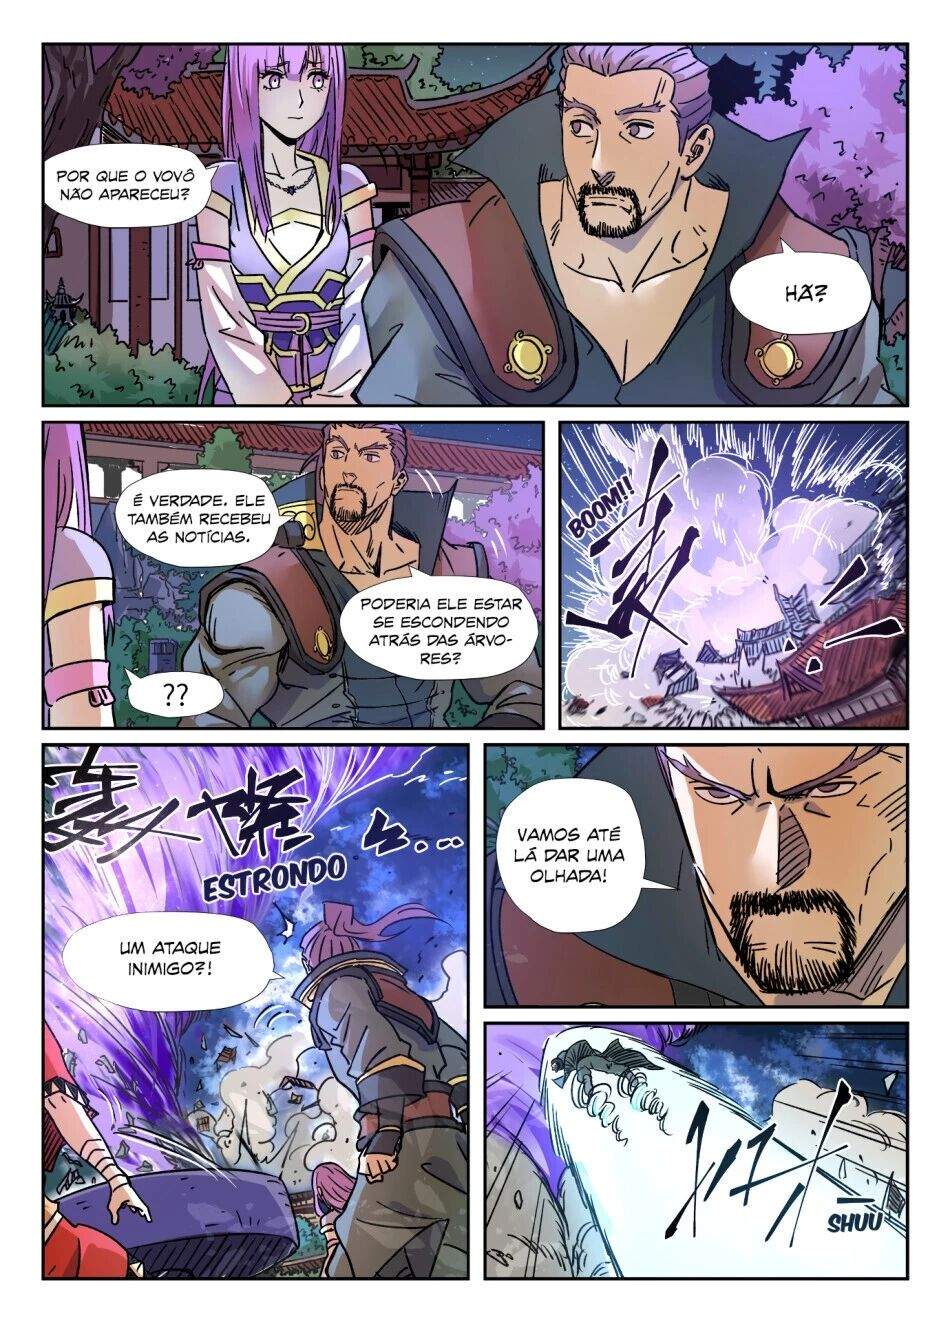 POR QUE O VOVÔ
NÃO APARECEU?
HÃ?
É VERDADE. ELE
TAMBÉM RECEBEU
AS NOTÍCIAS.
PODERIA ELE ESTAR
SE ESCONDENDO
ATRÁS DAS ÁRVO-
RES?
??
BOOM!!
ESTRONDO
UM ATAQUE
INIMIGO?!
VAMOS ATÉ
LÁ DAR UMA
OLHADA!
SHUU